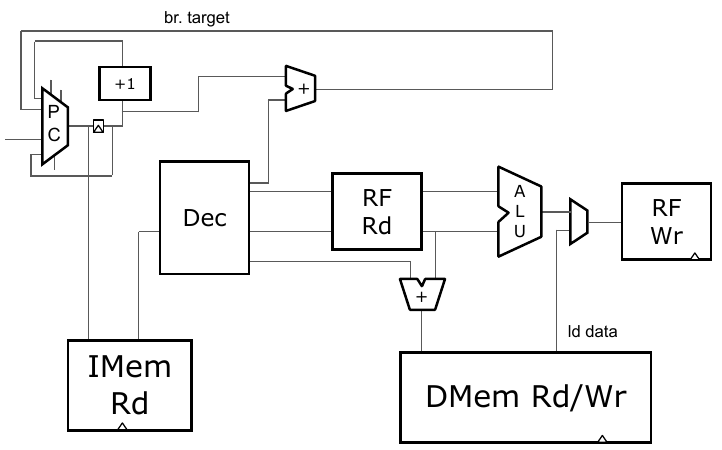 br. target
+1
P
C
+
Dec
RF
Rd
A
L
U
RF
Wr
+
ld data
IMem
Rd
DMem Rd/Wr